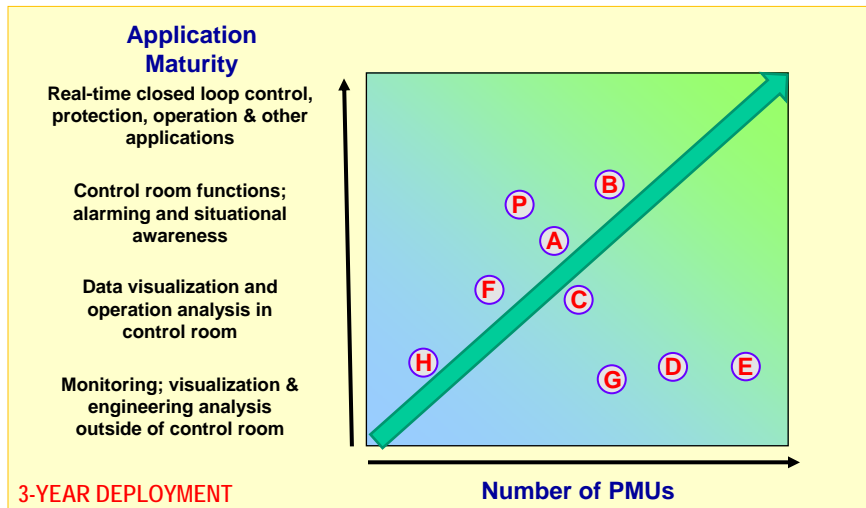 Application
Maturity
Real-time closed loop control,
protection, operation & other
applications
Control room functions;
alarming and situational
awareness
Data visualization and
operation analysis in
control room
Monitoring; visualization &
engineering analysis
outside of control room
B
P
A
F
C
H
G
D
E
3-YEAR DEPLOYMENT
Number of PMUs